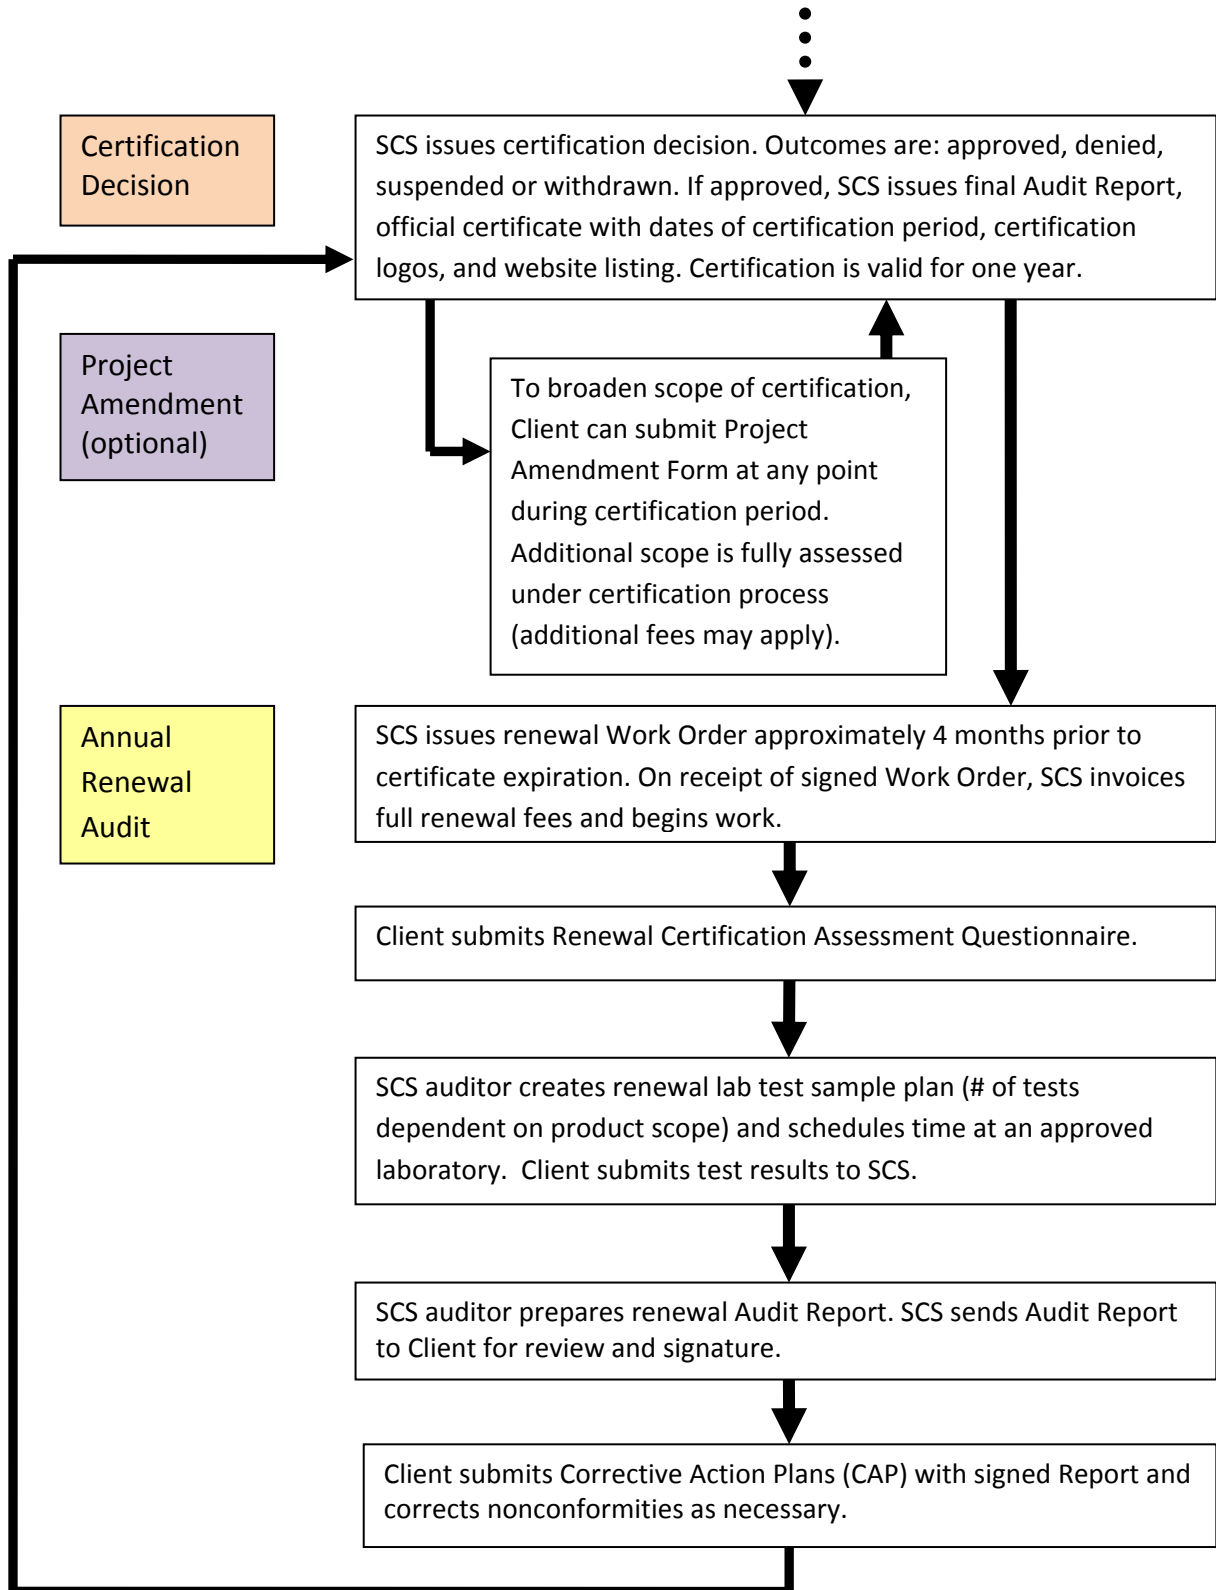 Certification
Decision
SCS issues certification decision. Outcomes are: approved, denied,
suspended or withdrawn. If approved, SCS issues final Audit Report,
official certificate with dates of certification period, certification
logos, and website listing. Certification is valid for one year.
Project
Amendment
(optional)
To broaden scope of certification,
Client can submit Project
Amendment Form at any point
during certification period.
Additional scope is fully assessed
under certification process
(additional fees may apply).
Annual
Renewal
Audit
SCS issues renewal Work Order approximately 4 months prior to
certificate expiration. On receipt of signed Work Order, SCS invoices
full renewal fees and begins work.
Client submits Renewal Certification Assessment Questionnaire.
SCS auditor creates renewal lab test sample plan (# of tests
dependent on product scope) and schedules time at an approved
laboratory.  Client submits test results to SCS.
SCS auditor prepares renewal Audit Report. SCS sends Audit Report
to Client for review and signature.
Client submits Corrective Action Plans (CAP) with signed Report and
corrects nonconformities as necessary.